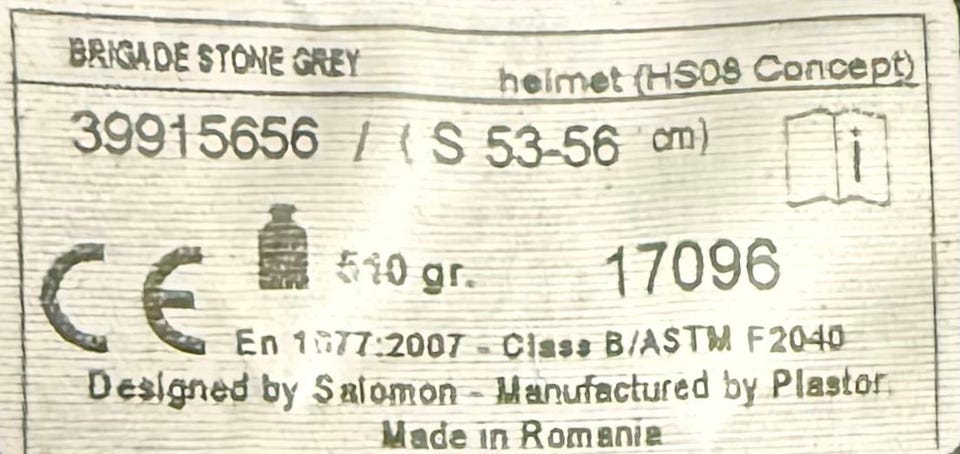 BRIGADE STONE GREY
helmet (HS08 Concept)
39915656 / ( S 53-56 cm)
i
CE 510 gr. 17096
En 1077:2007 - Class B/ASTM F2040
Designed by Salomon - Manufactured by Plastor
Made in Romania